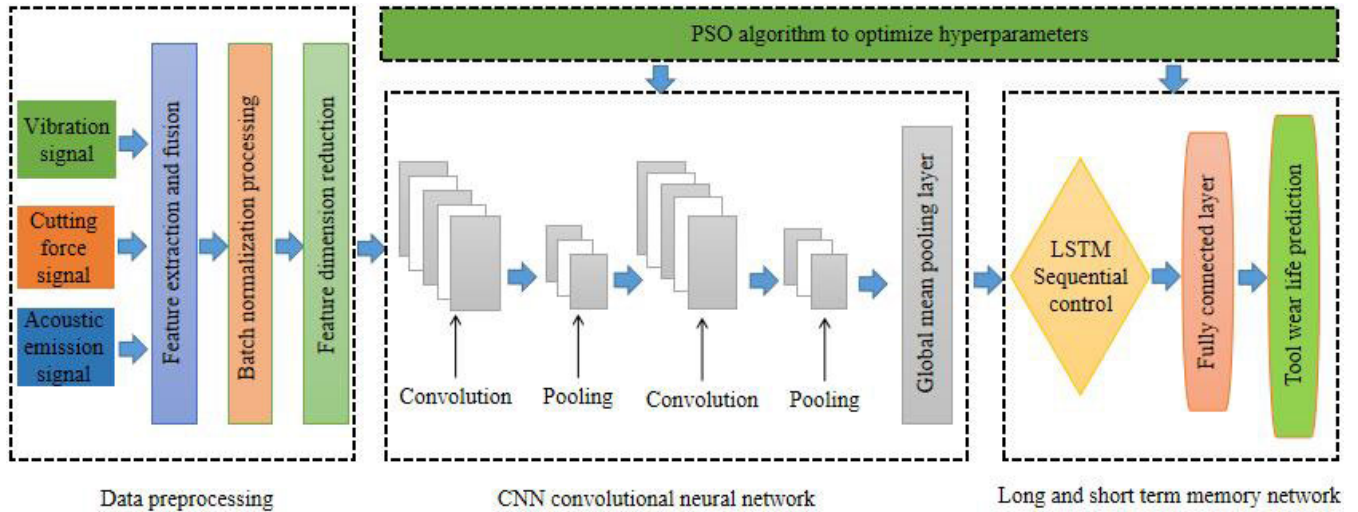 PSO algorithm to optimize hyperparameters
Vibration
signal
Cutting
force
signal
Acoustic
emission
signal
Feature extraction and fusion
Batch normalization processing
Feature dimension reduction
Convolution
Pooling
Convolution
Pooling
Global mean pooling layer
LSTM
Sequential
control
Fully connected layer
Tool wear life prediction
Data preprocessing
CNN convolutional neural network
Long and short term memory network